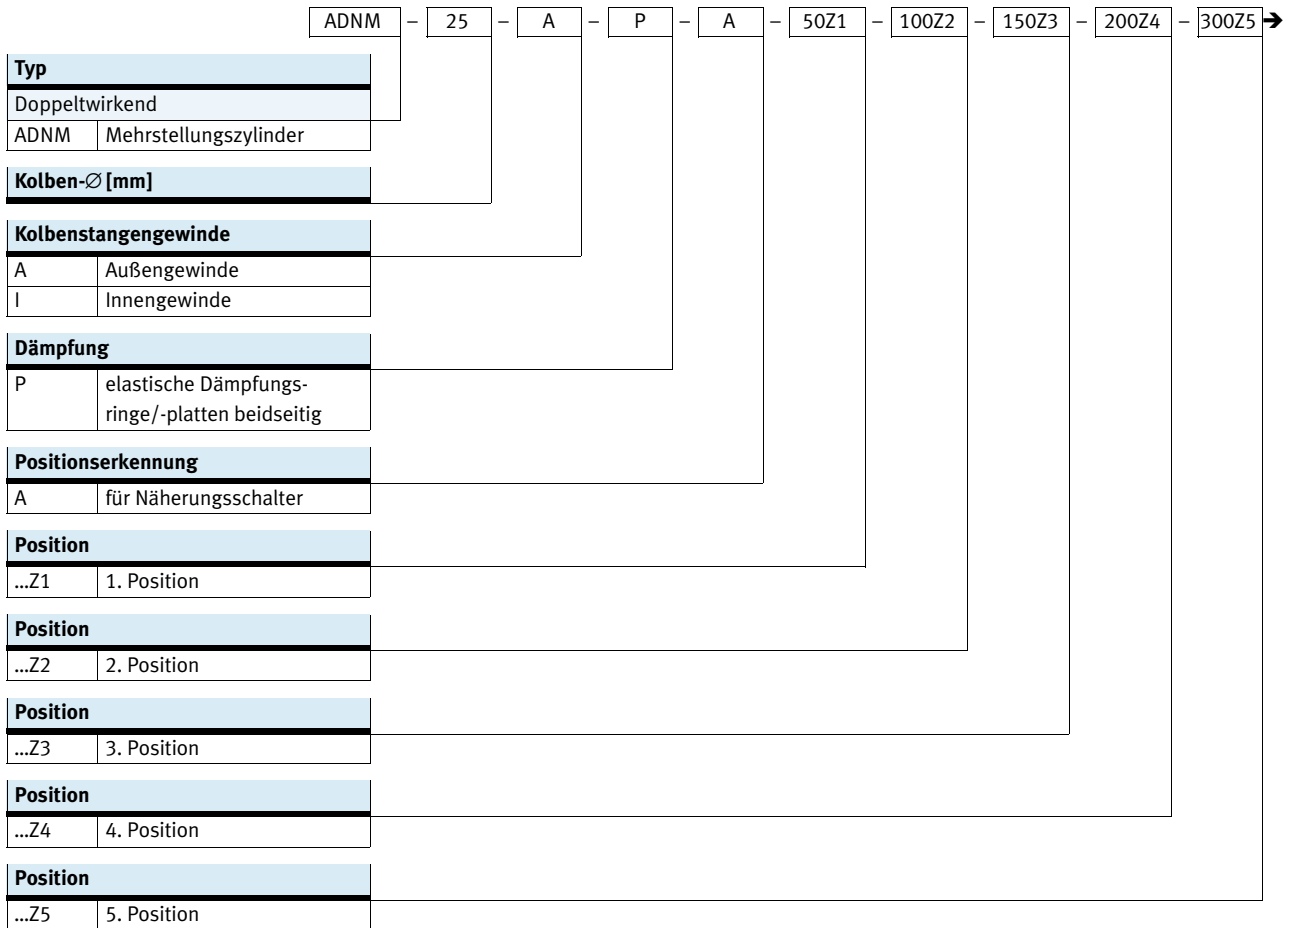 ADNM – 25 – A – P – A – 50Z1 – 100Z2 – 150Z3 – 200Z4 – 300Z5 ➔
Typ
Doppeltwirkend
ADNM Mehrstellungszylinder
Kolben-∅ [mm]
Kolbenstangengewinde
A Außengewinde
I Innengewinde
Dämpfung
P elastische Dämpfungs-
ringe/-platten beidseitig
Positionserkennung
A für Näherungsschalter
Position
...Z1 1. Position
Position
...Z2 2. Position
Position
...Z3 3. Position
Position
...Z4 4. Position
Position
...Z5 5. Position